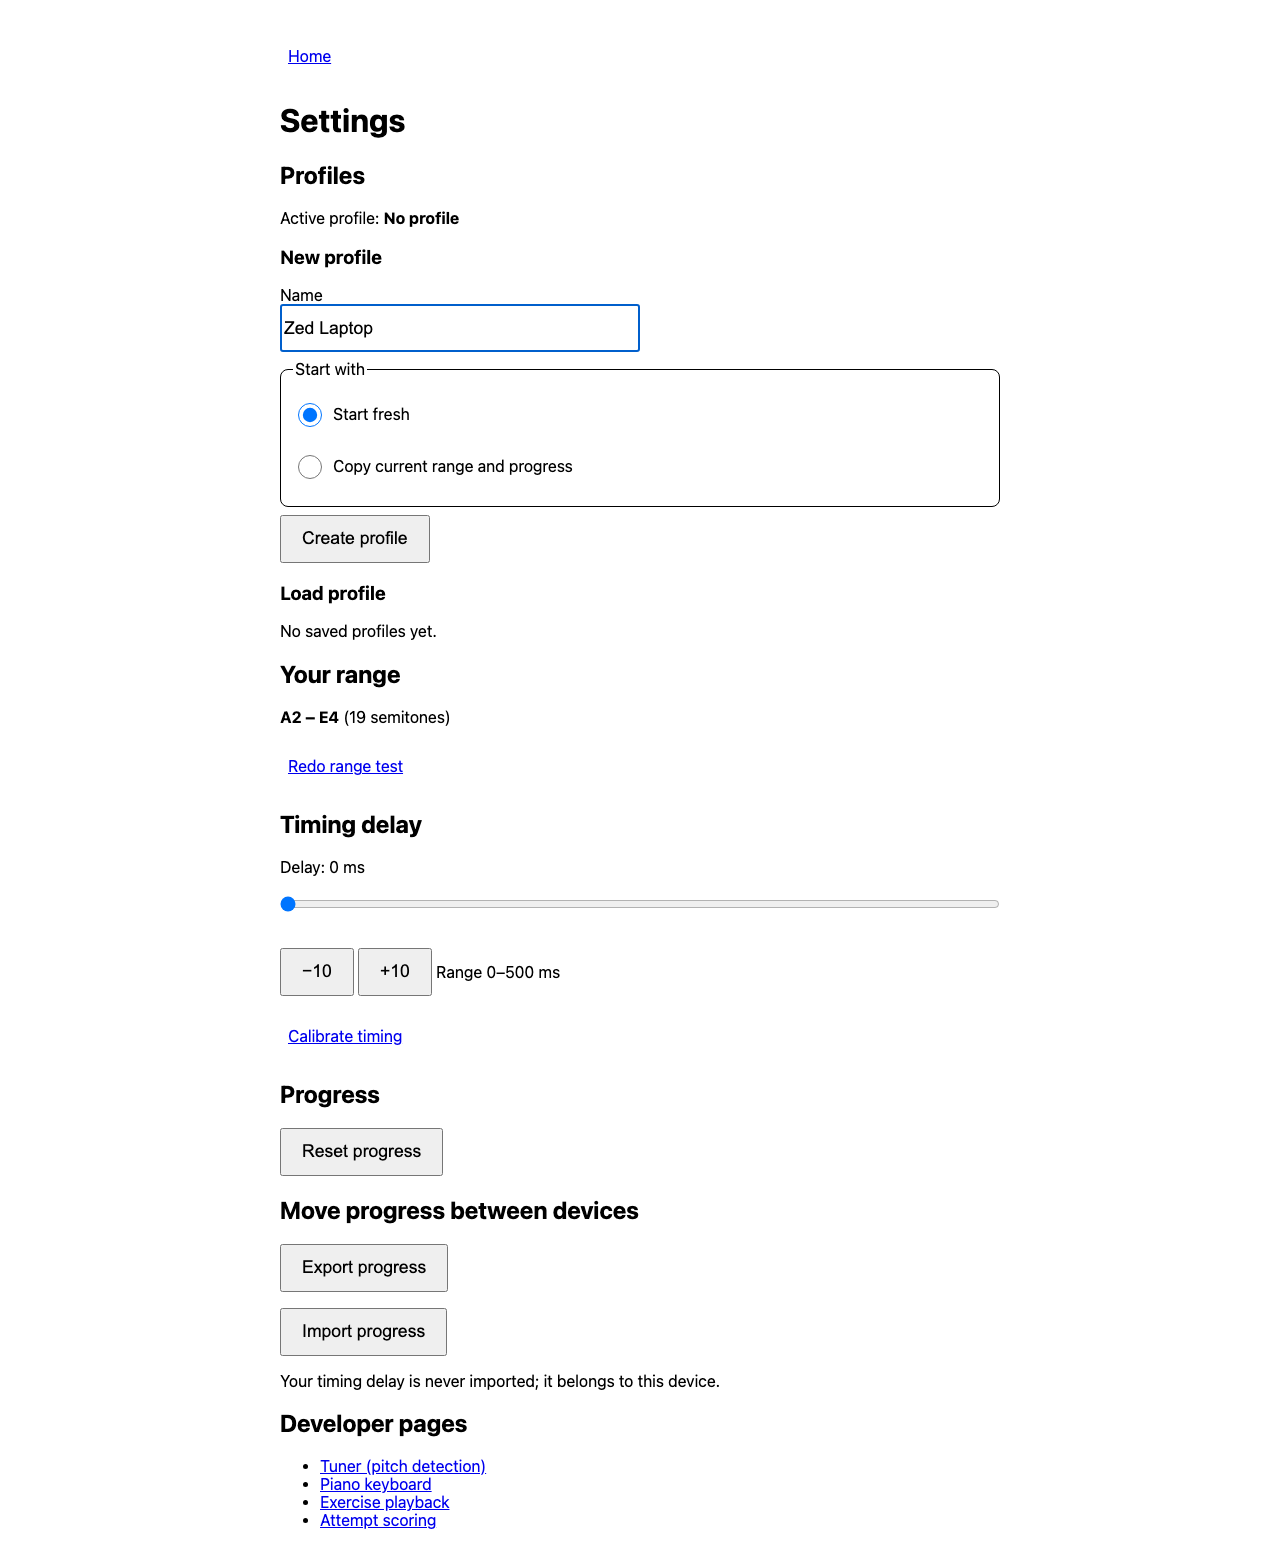 Home
Settings
Profiles
Active profile: No profile
New profile
Name
Zed Laptop
Start with
Start fresh
Copy current range and progress
Create profile
Load profile
No saved profiles yet.
Your range
A2 – E4 (19 semitones)
Redo range test
Timing delay
Delay: 0 ms
−10 +10 Range 0–500 ms
Calibrate timing
Progress
Reset progress
Move progress between devices
Export progress
Import progress
Your timing delay is never imported; it belongs to this device.
Developer pages
Tuner (pitch detection)
Piano keyboard
Exercise playback
Attempt scoring